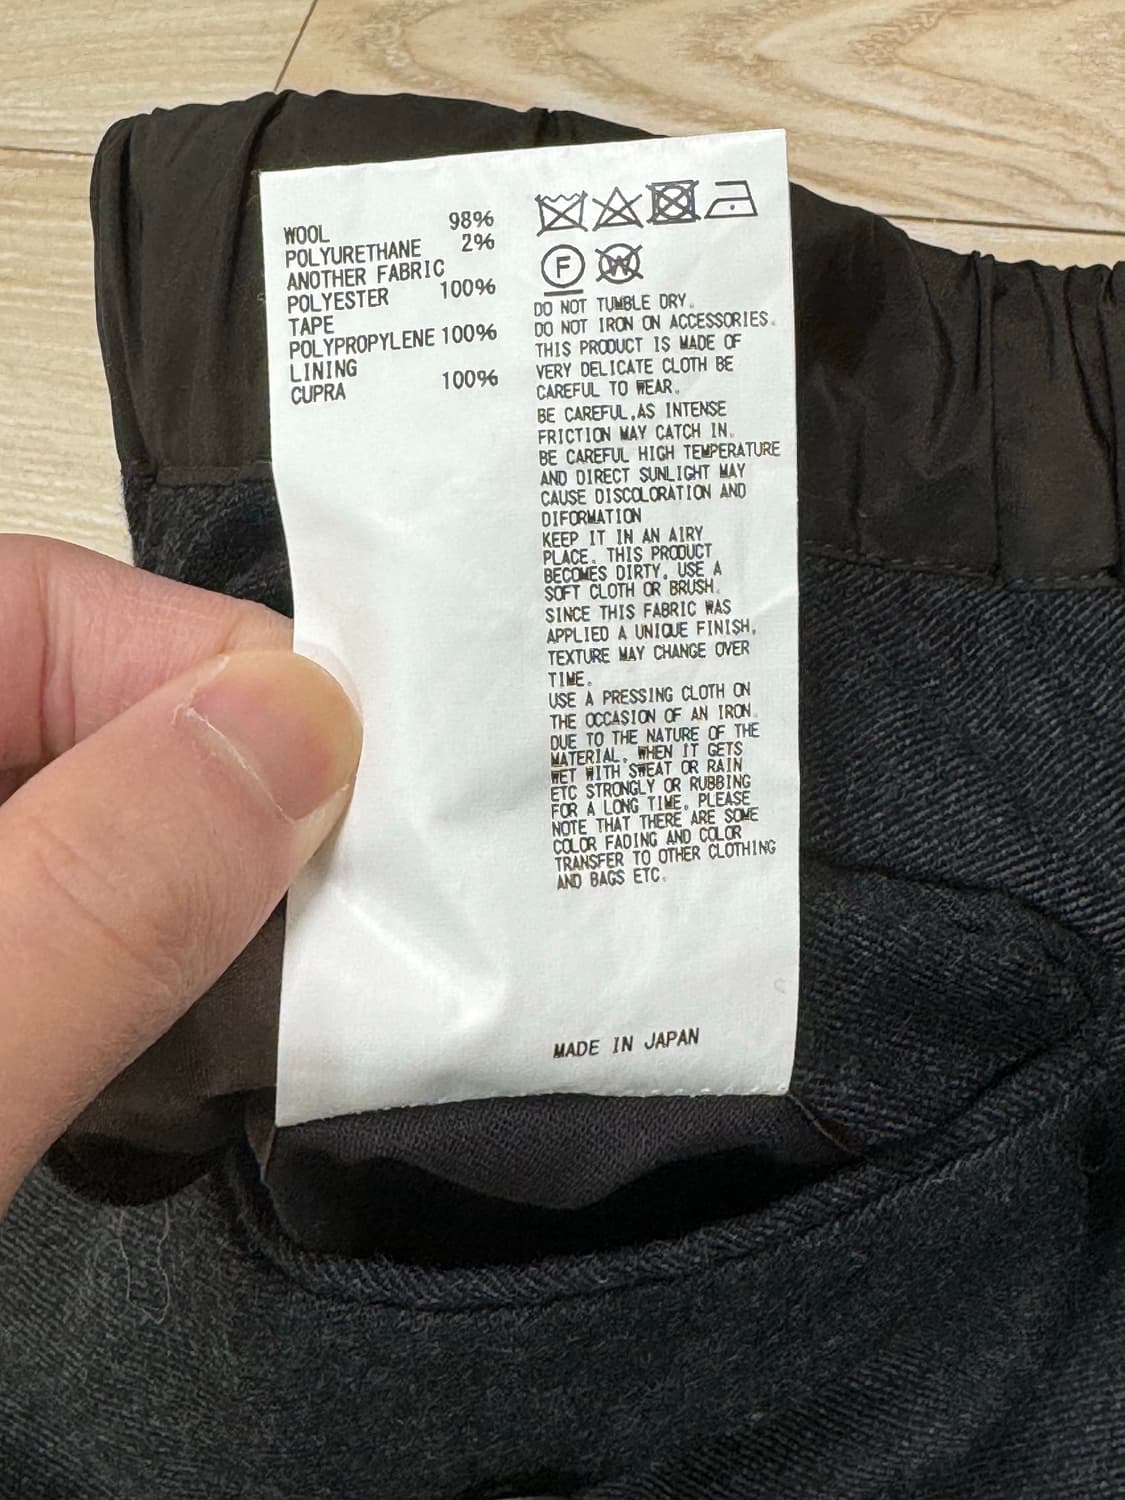 WOOL 98%
POLYURETHANE 2%
ANOTHER FABRIC
POLYESTER 100%
TAPE
POLYPROPYLENE 100%
LINING
CUPRA 100%
F W
DO NOT TUMBLE DRY.
DO NOT IRON ON ACCESSORIES.
THIS PRODUCT IS MADE OF
VERY DELICATE CLOTH BE
CAREFUL TO WEAR.
BE CAREFUL,AS INTENSE
FRICTION MAY CATCH IN.
BE CAREFUL HIGH TEMPERATURE
AND DIRECT SUNLIGHT MAY
CAUSE DISCOLORATION AND
DIFORMATION
KEEP IT IN AN AIRY
PLACE. THIS PRODUCT
BECOMES DIRTY, USE A
SOFT CLOTH OR BRUSH.
SINCE THIS FABRIC WAS
APPLIED A UNIQUE FINISH,
TEXTURE MAY CHANGE OVER
TIME.
USE A PRESSING CLOTH ON
THE OCCASION OF AN IRON.
DUE TO THE NATURE OF THE
MATERIAL, WHEN IT GETS
WET WITH SWEAT OR RAIN
ETC STRONGLY OR RUBBING
FOR A LONG TIME, PLEASE
NOTE THAT THERE ARE SOME
COLOR FADING AND COLOR
TRANSFER TO OTHER CLOTHING
AND BAGS ETC.
MADE IN JAPAN